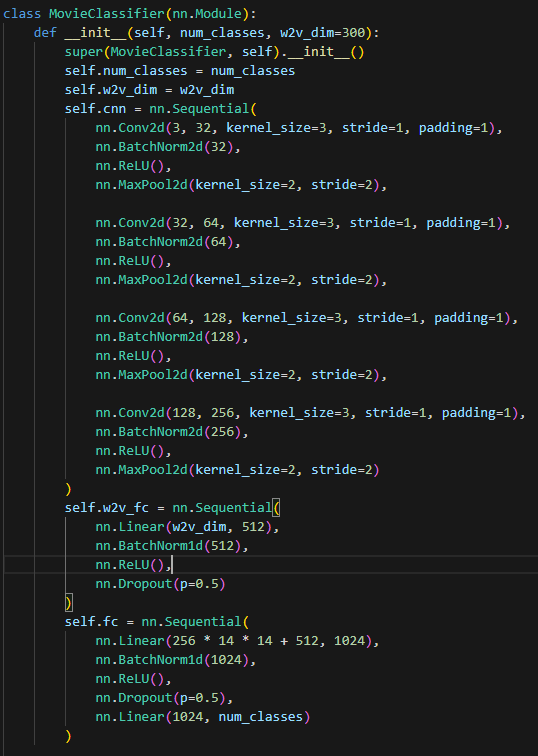 class MovieClassifier(nn.Module):
    def __init__(self, num_classes, w2v_dim=300):
        super(MovieClassifier, self).__init__()
        self.num_classes = num_classes
        self.w2v_dim = w2v_dim
        self.cnn = nn.Sequential(
            nn.Conv2d(3, 32, kernel_size=3, stride=1, padding=1),
            nn.BatchNorm2d(32),
            nn.ReLU(),
            nn.MaxPool2d(kernel_size=2, stride=2),

            nn.Conv2d(32, 64, kernel_size=3, stride=1, padding=1),
            nn.BatchNorm2d(64),
            nn.ReLU(),
            nn.MaxPool2d(kernel_size=2, stride=2),

            nn.Conv2d(64, 128, kernel_size=3, stride=1, padding=1),
            nn.BatchNorm2d(128),
            nn.ReLU(),
            nn.MaxPool2d(kernel_size=2, stride=2),

            nn.Conv2d(128, 256, kernel_size=3, stride=1, padding=1),
            nn.BatchNorm2d(256),
            nn.ReLU(),
            nn.MaxPool2d(kernel_size=2, stride=2)
        )
        self.w2v_fc = nn.Sequential(
            nn.Linear(w2v_dim, 512),
            nn.BatchNorm1d(512),
            nn.ReLU(),
            nn.Dropout(p=0.5)
        )
        self.fc = nn.Sequential(
            nn.Linear(256 * 14 * 14 + 512, 1024),
            nn.BatchNorm1d(1024),
            nn.ReLU(),
            nn.Dropout(p=0.5),
            nn.Linear(1024, num_classes)
        )